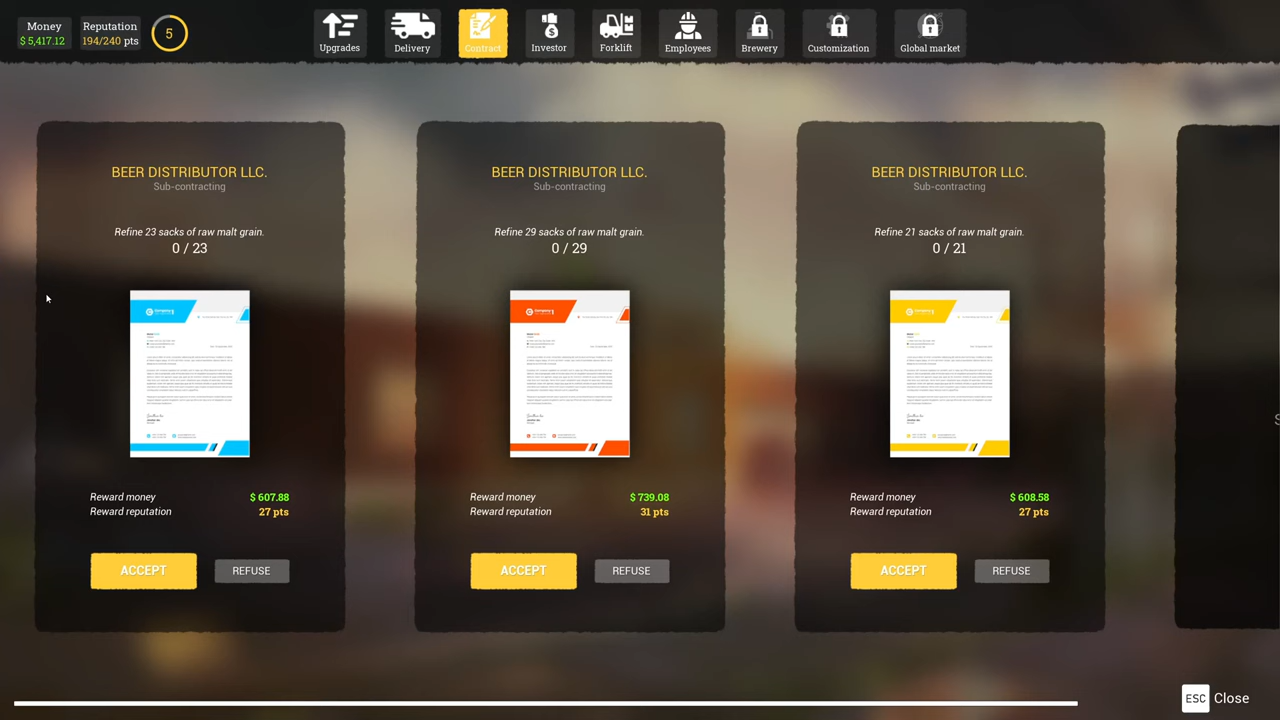 Money
$ 5,417.12
Reputation
194/240 pts
5
Upgrades
Delivery
Contract
Investor
Forklift
Employees
Brewery
Customization
Global market
BEER DISTRIBUTOR LLC.
Sub-contracting
Refine 23 sacks of raw malt grain.
0 / 23
Reward money
$ 607.88
Reward reputation
27 pts
ACCEPT
REFUSE
BEER DISTRIBUTOR LLC.
Sub-contracting
Refine 29 sacks of raw malt grain.
0 / 29
Reward money
$ 739.08
Reward reputation
31 pts
ACCEPT
REFUSE
BEER DISTRIBUTOR LLC.
Sub-contracting
Refine 21 sacks of raw malt grain.
0 / 21
Reward money
$ 608.58
Reward reputation
27 pts
ACCEPT
REFUSE
ESC Close